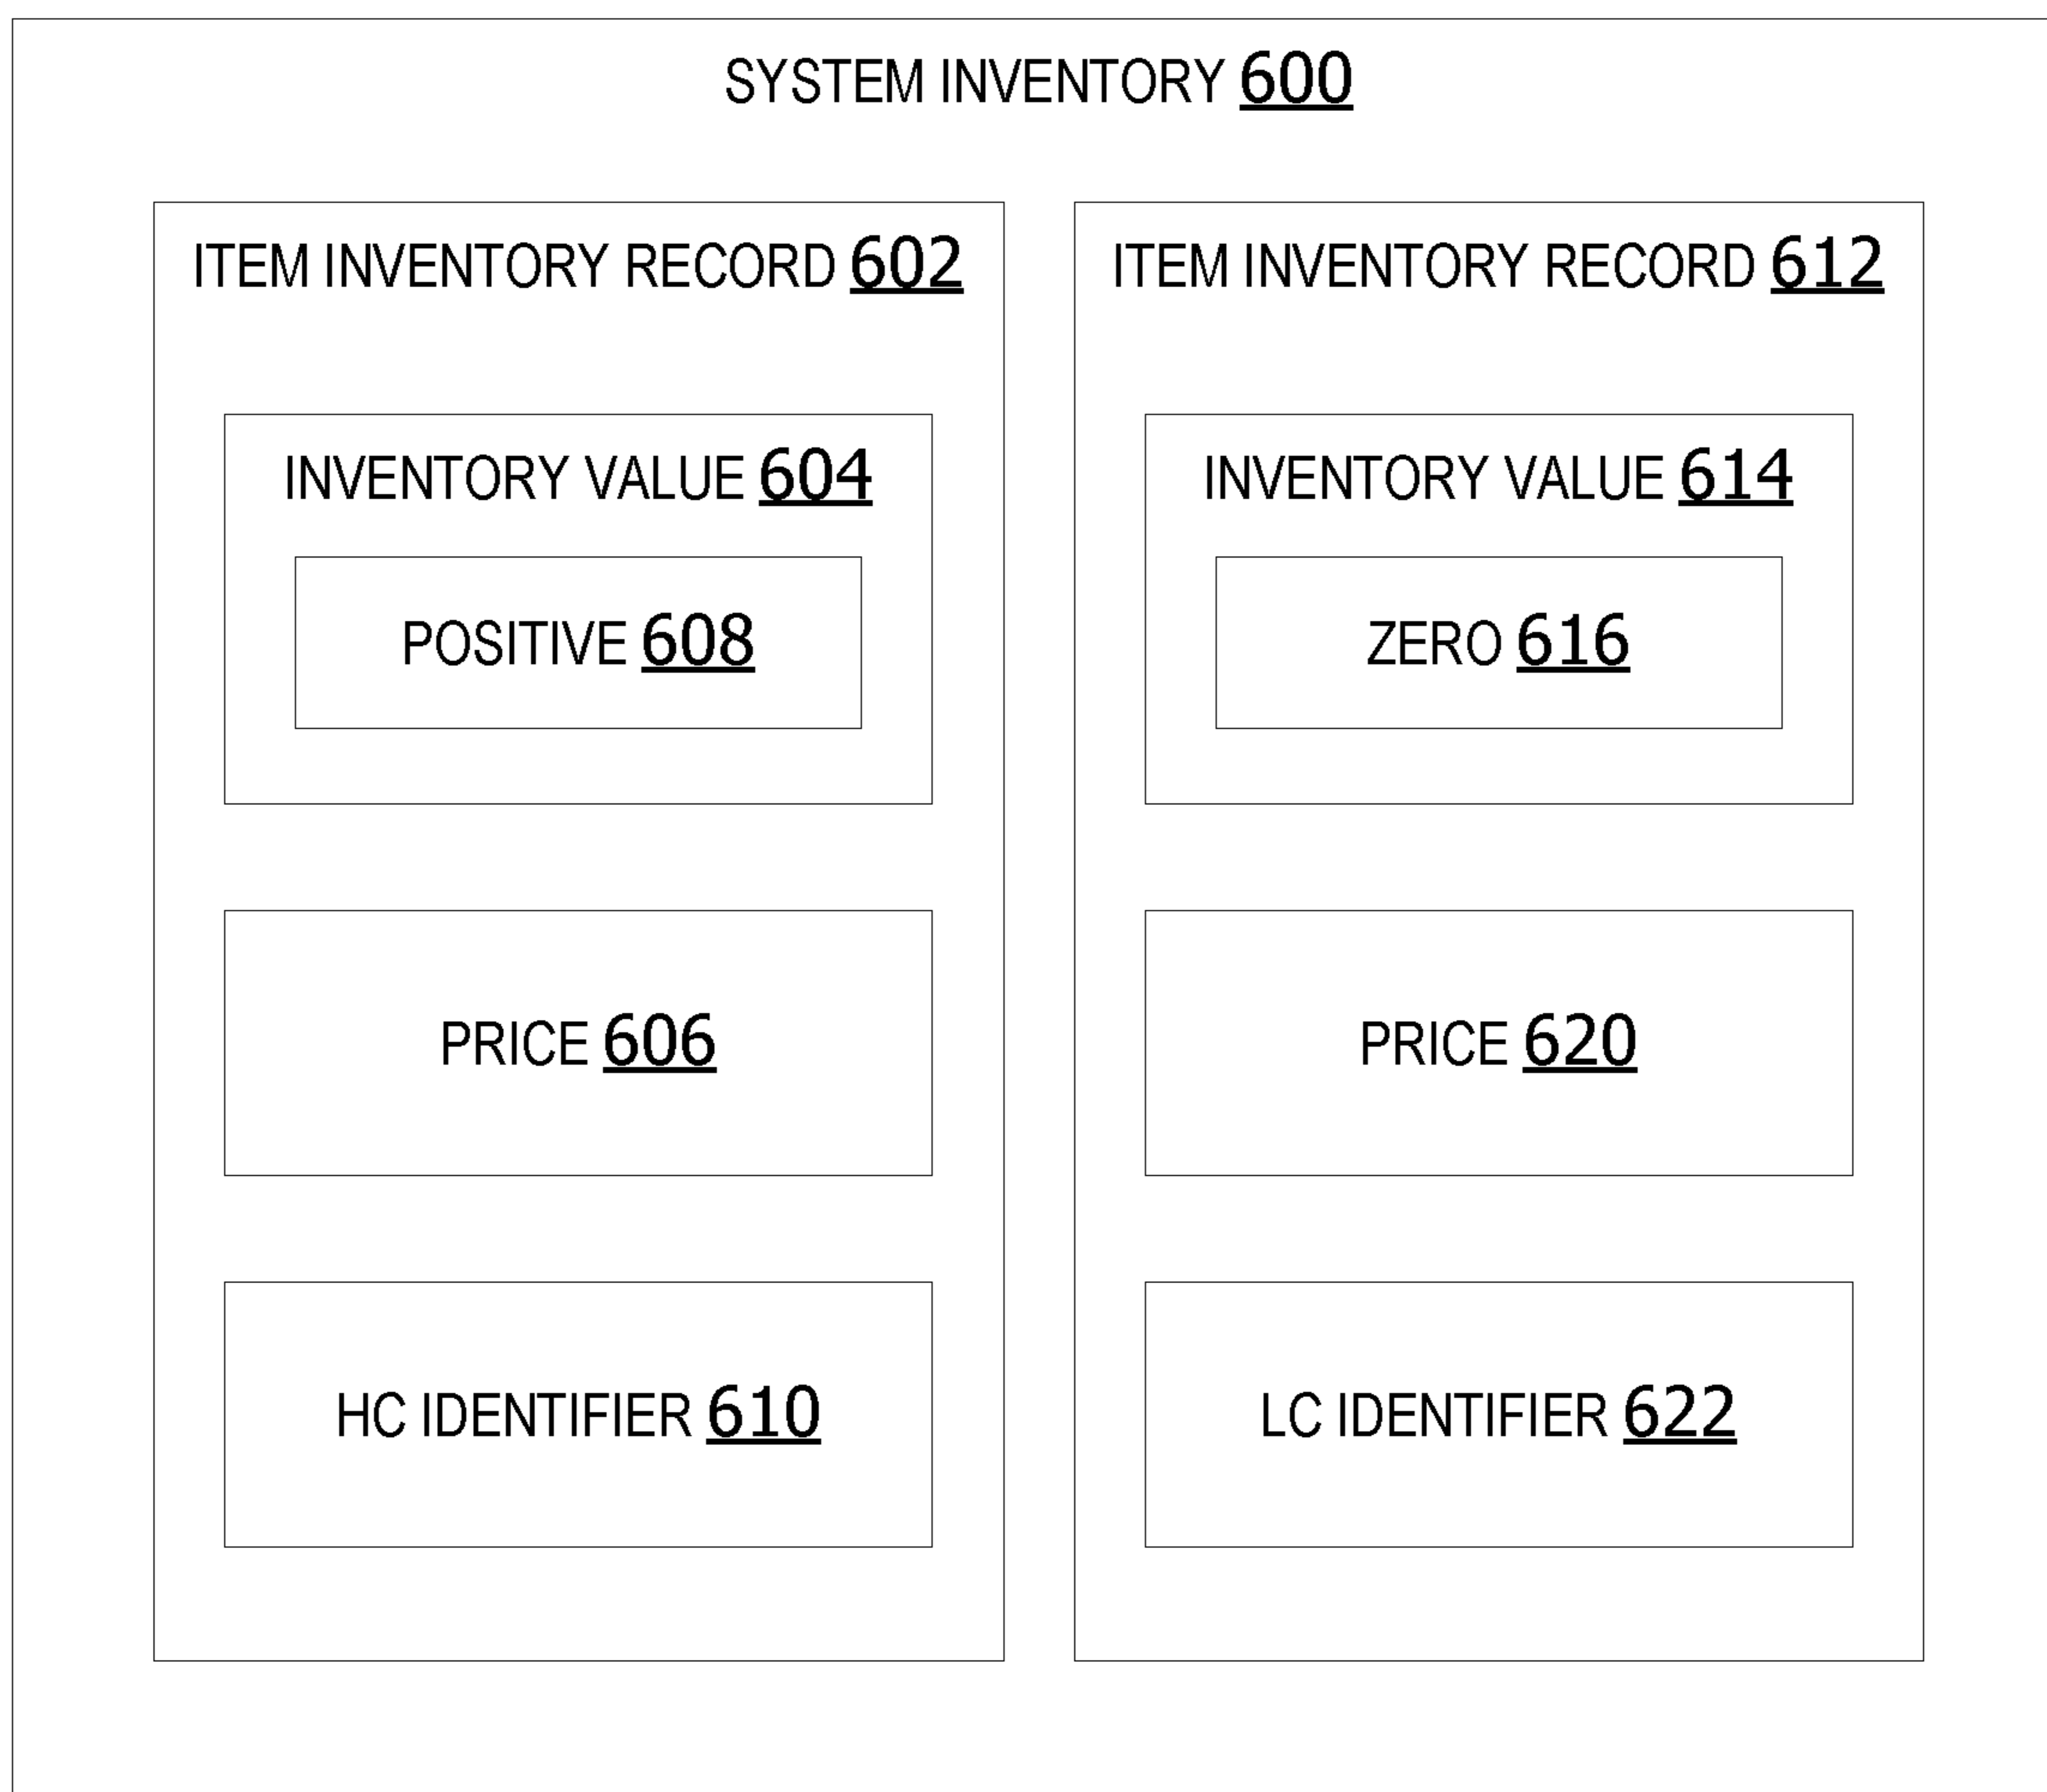 SYSTEM INVENTORY 600
ITEM INVENTORY RECORD 602
INVENTORY VALUE 604
POSITIVE 608
PRICE 606
HC IDENTIFIER 610
ITEM INVENTORY RECORD 612
INVENTORY VALUE 614
ZERO 616
PRICE 620
LC IDENTIFIER 622